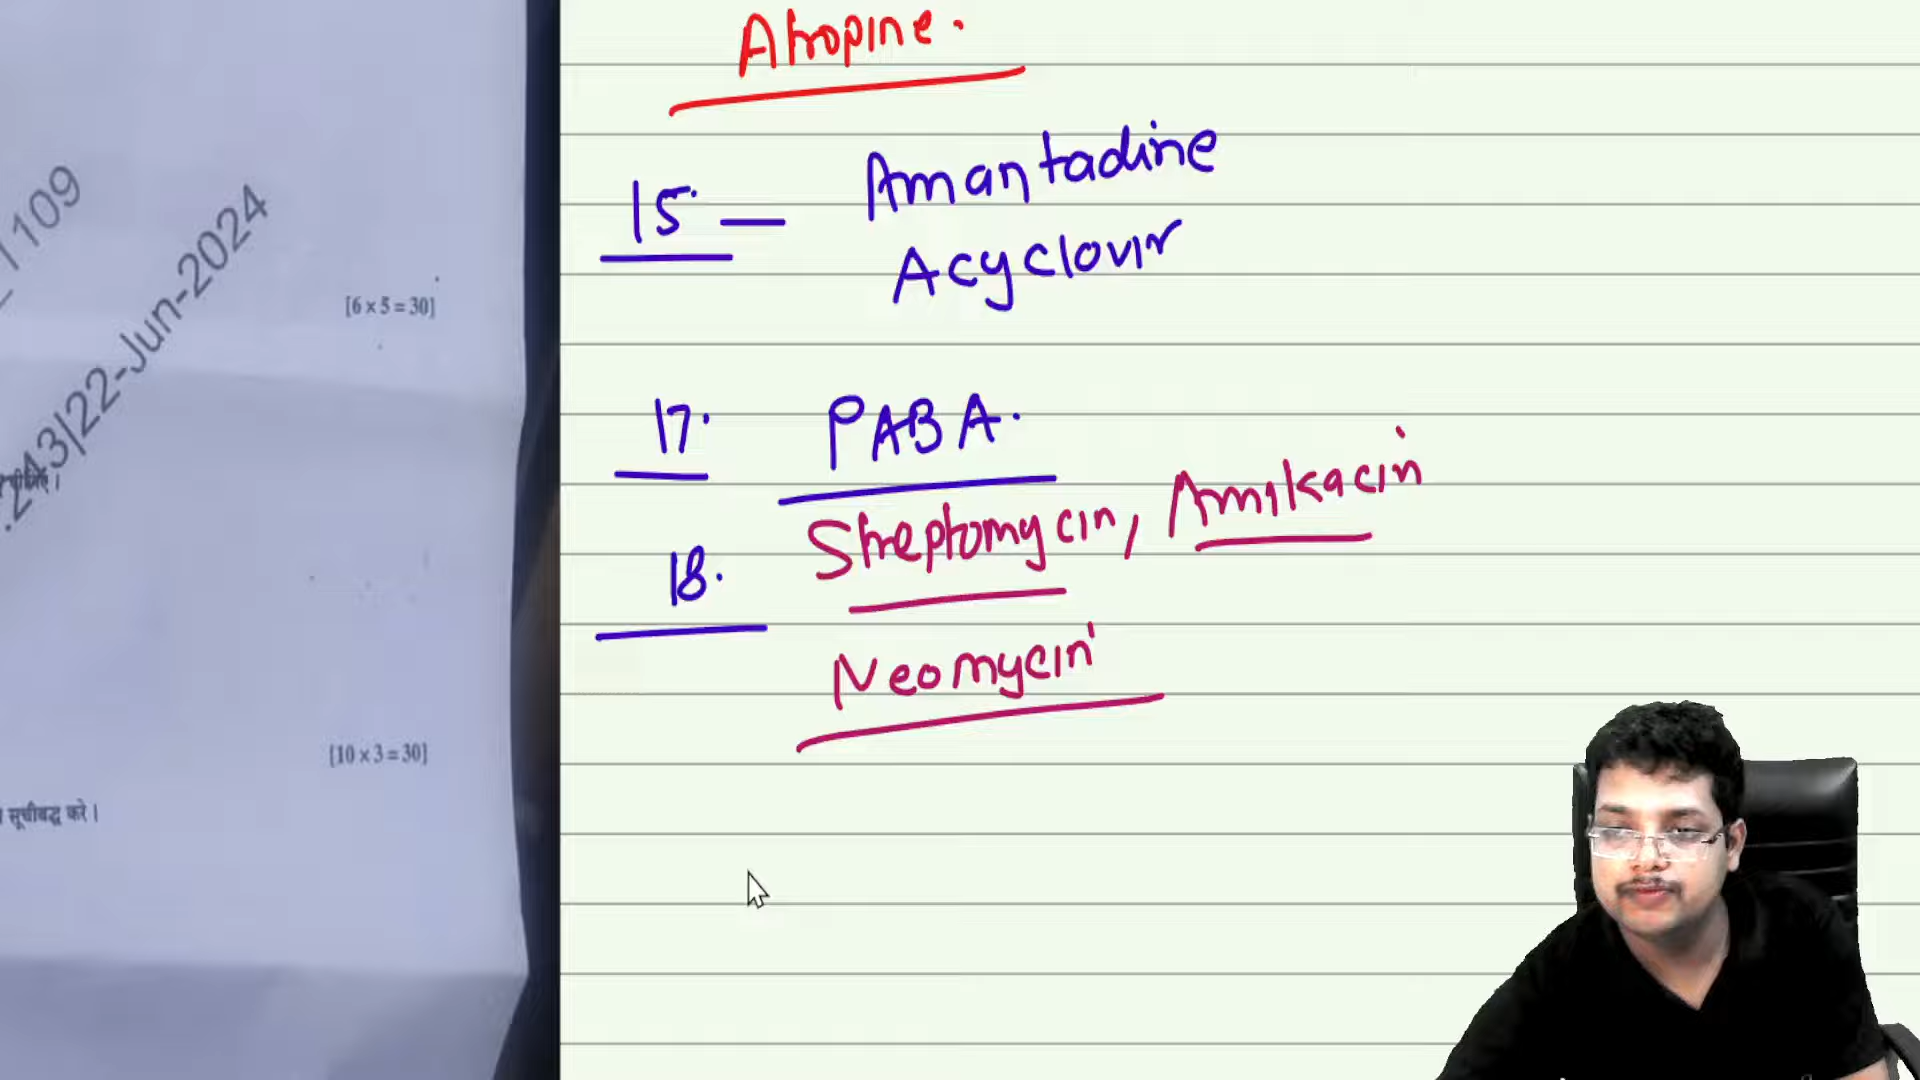 _1109
.243|22-Jun-2024
[6 × 5 = 30]
[10 × 3 = 30]
सूचीबद्ध करे।
Atropine.
15. — Amantadine
Acyclovir
17. PABA.
18. Streptomycin, Amikacin
Neomycin